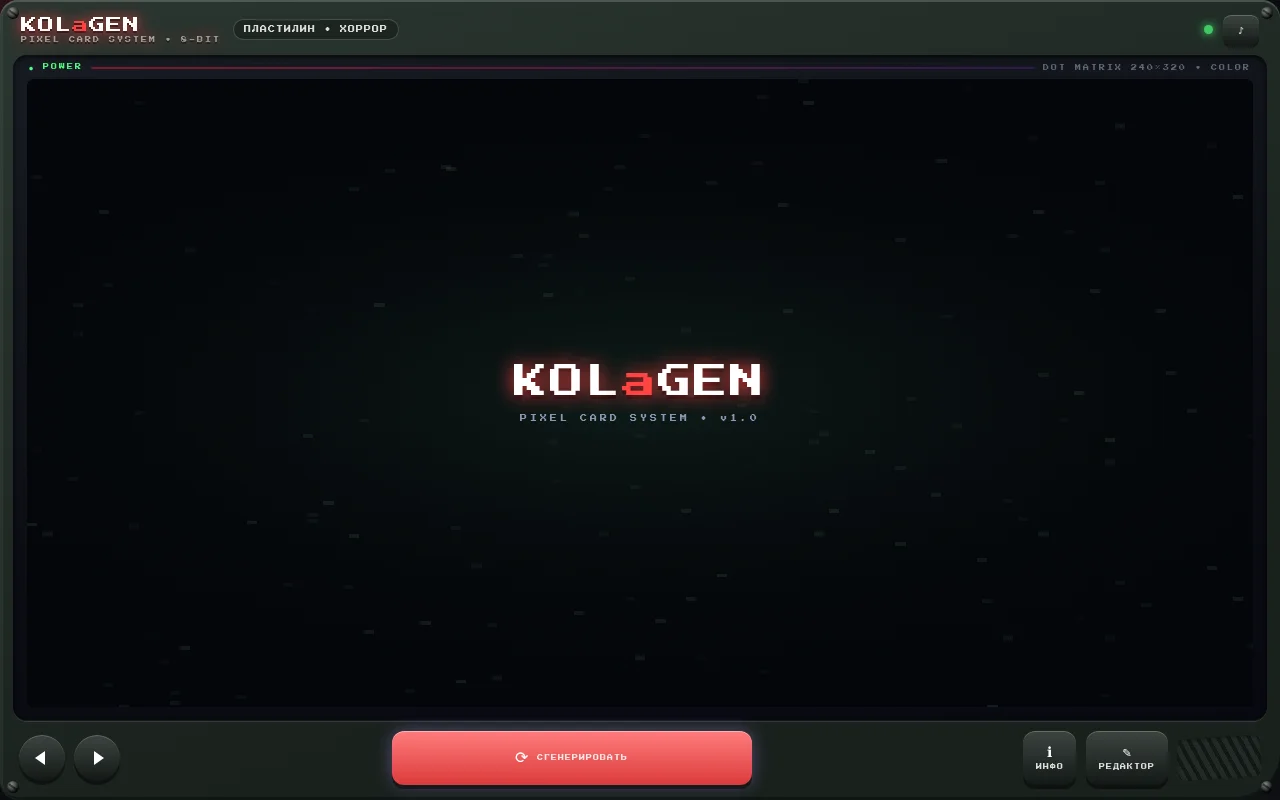 KOLaGEN
PIXEL CARD SYSTEM • 8-BIT
ПЛАСТИЛИН • ХОРРОР
♪
• POWER
DOT MATRIX 240×320 • COLOR
KOLaGEN
PIXEL CARD SYSTEM • v1.0
⟳ СГЕНЕРИРОВАТЬ
ℹ ИНФО
✎ РЕДАКТОР